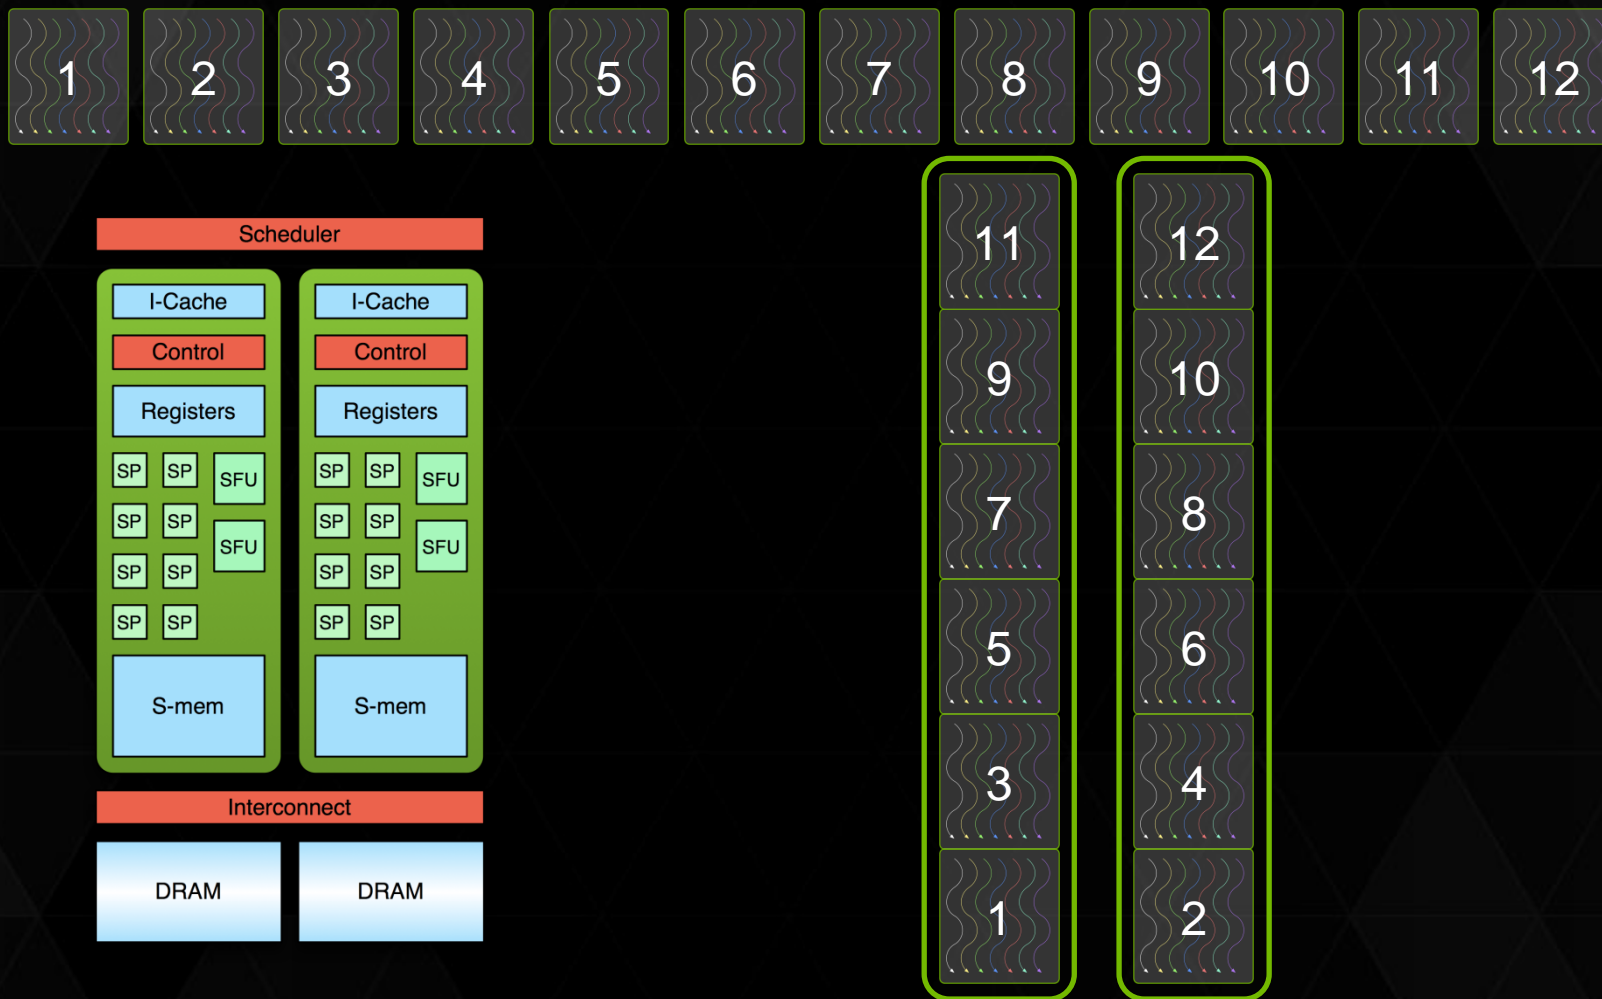 1 2 3 4 5 6 7 8 9 10 11 12
Scheduler
I-Cache I-Cache
Control Control
Registers Registers
SP SP SFU SP SP SFU
SP SP SP SP
SFU SFU
SP SP SP SP
SP SP SP SP
S-mem S-mem
Interconnect
DRAM DRAM
11 12
9 10
7 8
5 6
3 4
1 2